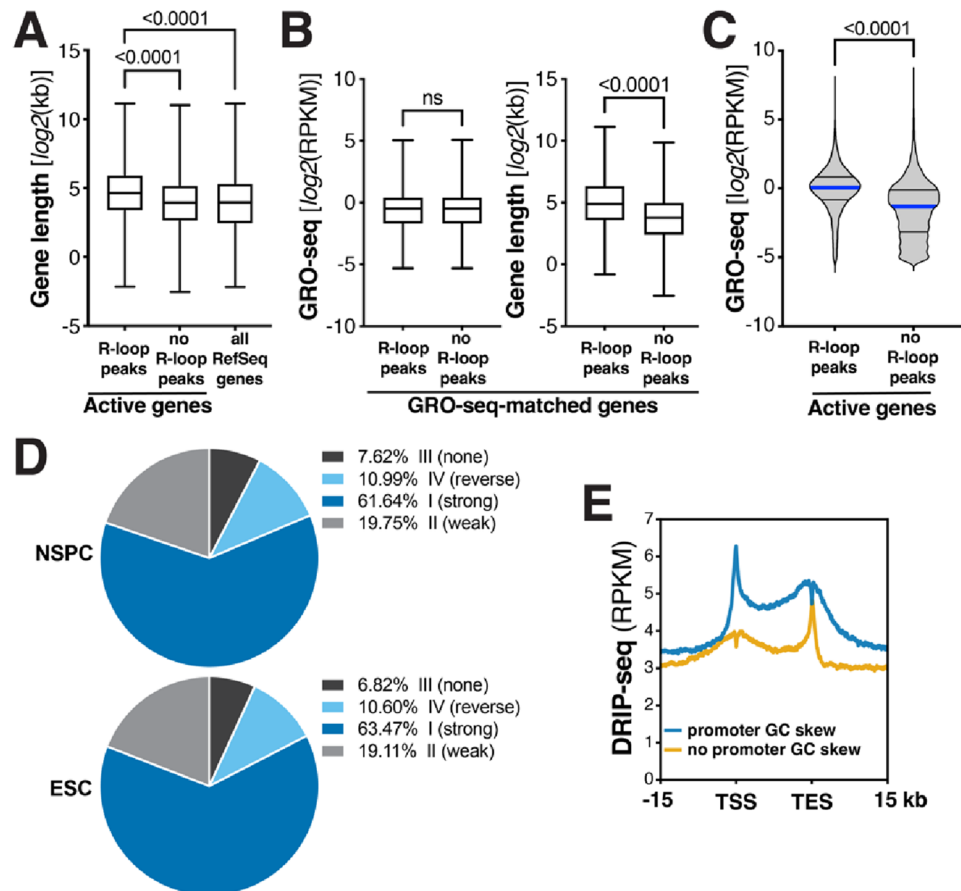 A
<0.0001
<0.0001
Gene length [log2(kb)]
15
10
5
0
-5
R-loop peaks
no R-loop peaks
all RefSeq genes
Active genes
B
ns
GRO-seq [log2(RPKM)]
10
5
0
-5
-10
R-loop peaks
no R-loop peaks
<0.0001
Gene length [log2(kb)]
15
10
5
0
-5
R-loop peaks
no R-loop peaks
GRO-seq-matched genes
C
<0.0001
GRO-seq [log2(RPKM)]
10
5
0
-5
-10
R-loop peaks
no R-loop peaks
Active genes
D
NSPC
7.62% III (none)
10.99% IV (reverse)
61.64% I (strong)
19.75% II (weak)
ESC
6.82% III (none)
10.60% IV (reverse)
63.47% I (strong)
19.11% II (weak)
E
DRIP-seq (RPKM)
7
6
5
4
3
2
1
0
promoter GC skew
no promoter GC skew
-15 TSS TES 15 kb